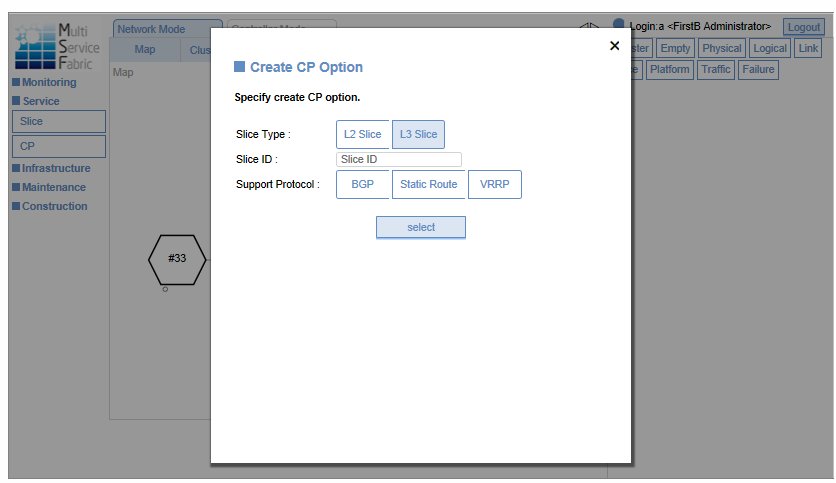 Multi
Service
Fabric
Network Mode
Login:a <FirstB Administrator>
Logout
Map
Clus
ster
Empty
Physical
Logical
Link
Platform
Traffic
Failure
Map
Monitoring
Service
Slice
CP
Infrastructure
Maintenance
Construction
#33
×
Create CP Option
Specify create CP option.
Slice Type :
L2 Slice
L3 Slice
Slice ID :
Slice ID
Support Protocol :
BGP
Static Route
VRRP
select